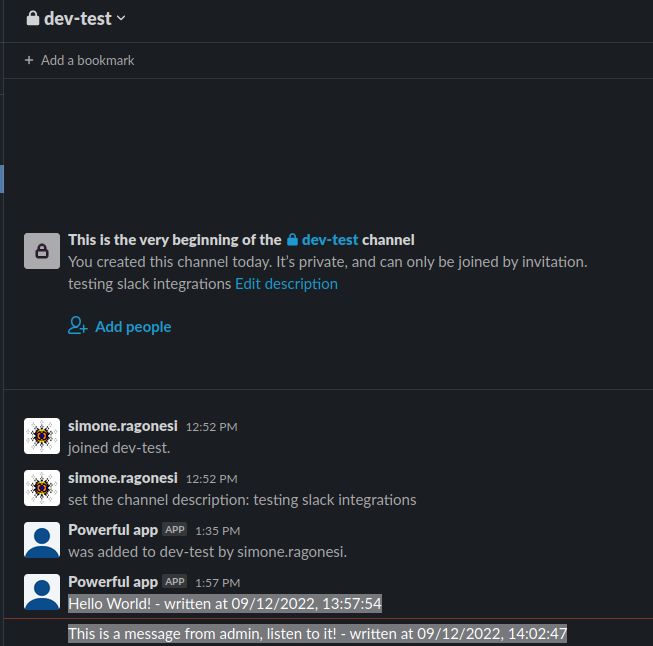 dev-test
+ Add a bookmark
This is the very beginning of the dev-test channel
You created this channel today. It's private, and can only be joined by invitation.
testing slack integrations Edit description
Add people
simone.ragonesi 12:52 PM
joined dev-test.
simone.ragonesi 12:52 PM
set the channel description: testing slack integrations
Powerful app APP 1:35 PM
was added to dev-test by simone.ragonesi.
Powerful app APP 1:57 PM
Hello World! - written at 09/12/2022, 13:57:54
This is a message from admin, listen to it! - written at 09/12/2022, 14:02:47